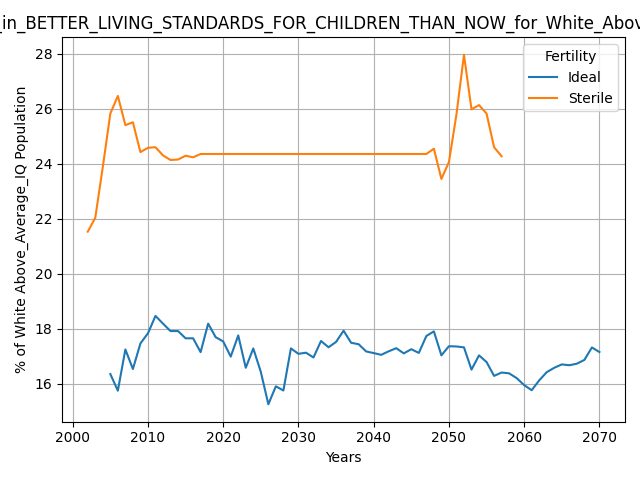 _in_BETTER_LIVING_STANDARDS_FOR_CHILDREN_THAN_NOW_for_White_Abov
Fertility
Ideal
Sterile
% of White Above_Average_IQ Population
28
26
24
22
20
18
16
2000 2010 2020 2030 2040 2050 2060 2070
Years